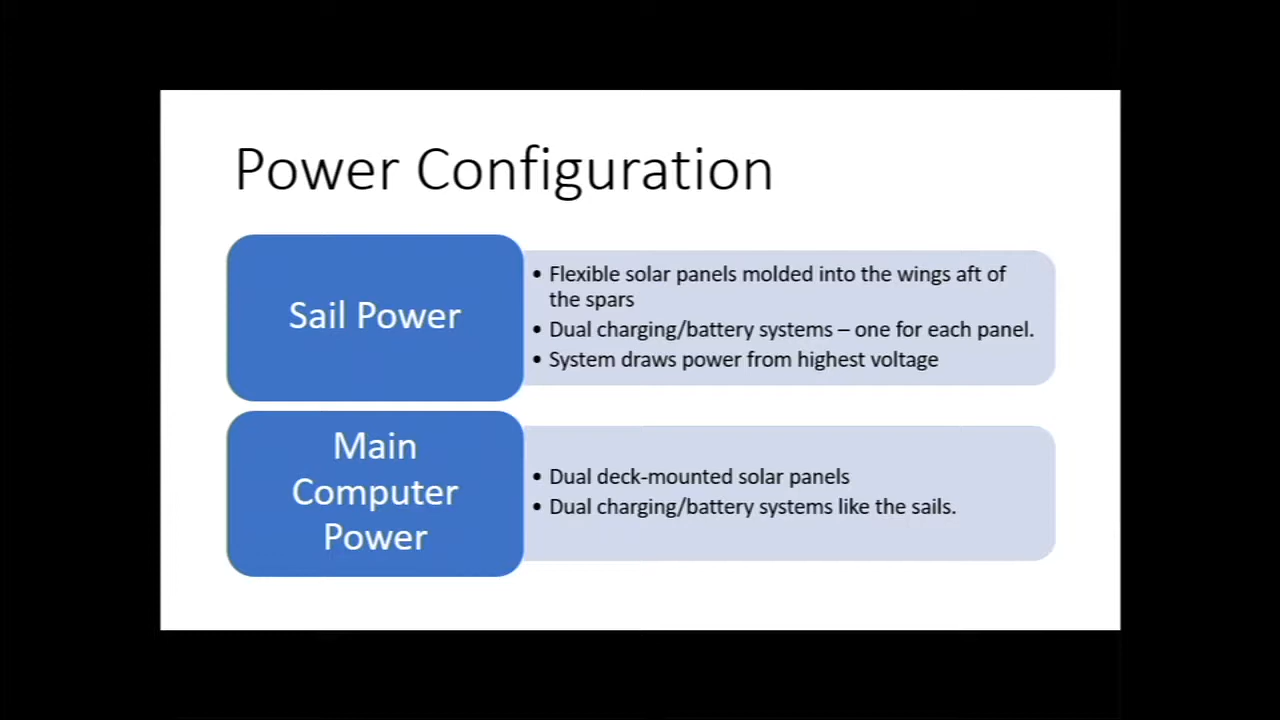 Power Configuration
Sail Power
• Flexible solar panels molded into the wings aft of
the spars
• Dual charging/battery systems – one for each panel.
• System draws power from highest voltage
Main
Computer
Power
• Dual deck-mounted solar panels
• Dual charging/battery systems like the sails.